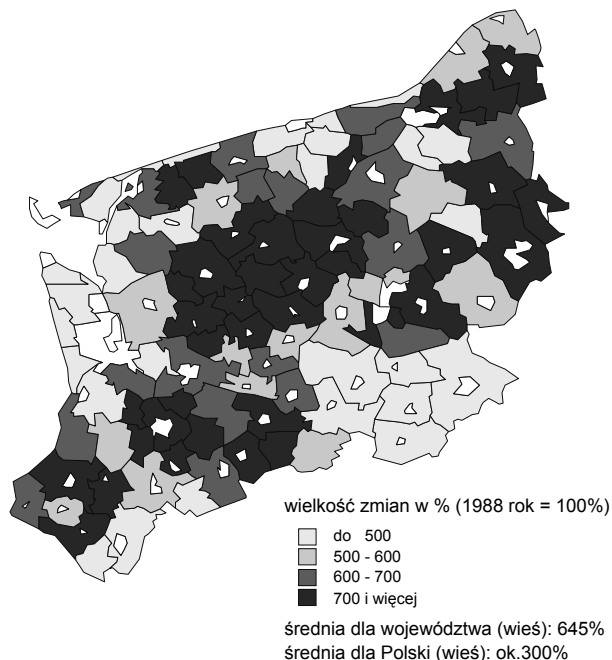 wielkość zmian w % (1988 rok = 100%)
do 500
500 - 600
600 - 700
700 i więcej
średnia dla województwa (wieś): 645%
średnia dla Polski (wieś): ok.300%